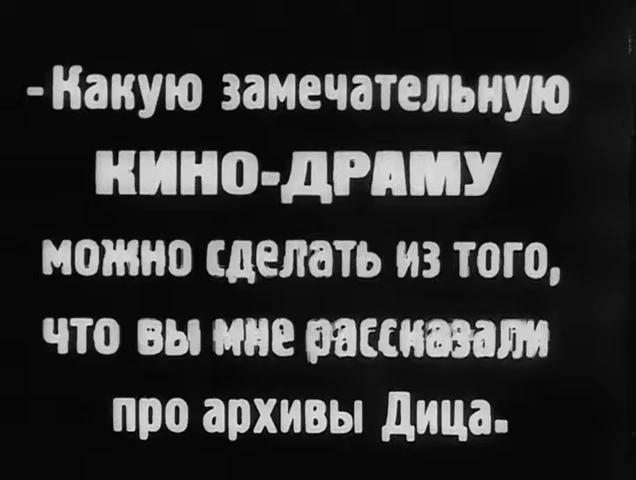 -Какую замечательную
КИНО-ДРАМУ
можно сделать из того,
что вы мне рассказали
про архивы Дица.